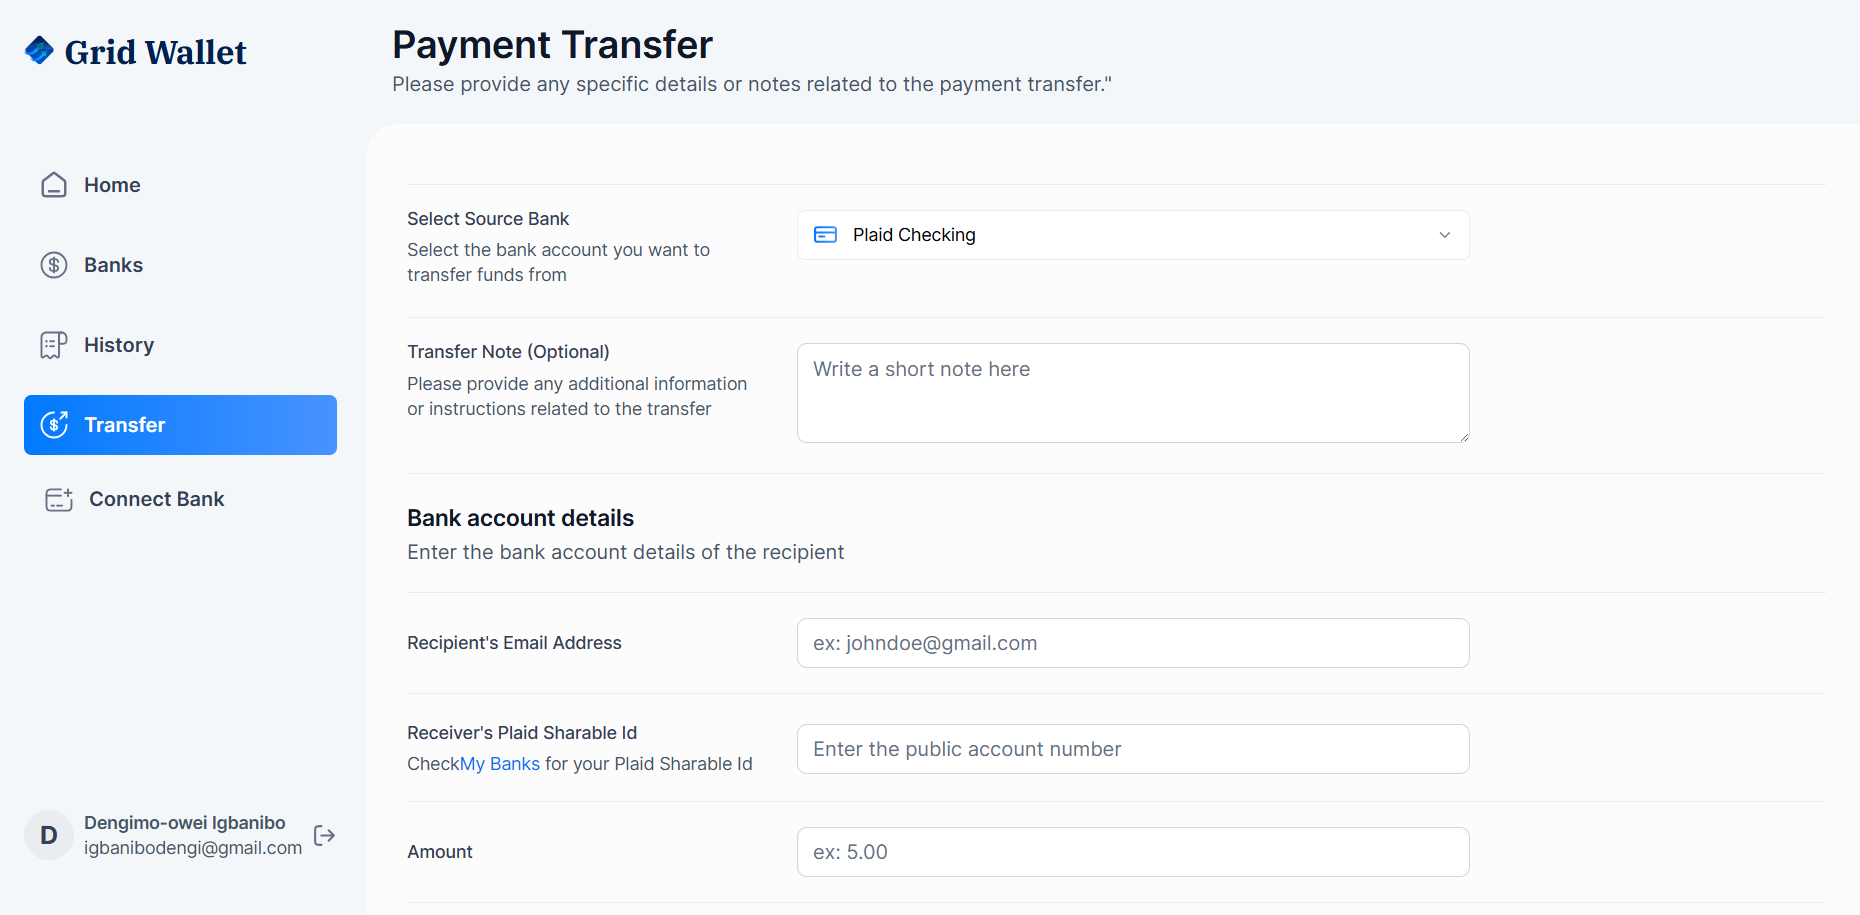 Grid Wallet
Payment Transfer
Please provide any specific details or notes related to the payment transfer."
Home
Banks
History
Transfer
Connect Bank
Select Source Bank
Select the bank account you want to
transfer funds from
Plaid Checking
Transfer Note (Optional)
Please provide any additional information
or instructions related to the transfer
Write a short note here
Bank account details
Enter the bank account details of the recipient
Recipient's Email Address
ex: johndoe@gmail.com
Receiver's Plaid Sharable Id
CheckMy Banks for your Plaid Sharable Id
Enter the public account number
Amount
ex: 5.00
D
Dengimo-owei Igbanibo
igbanibodengi@gmail.com